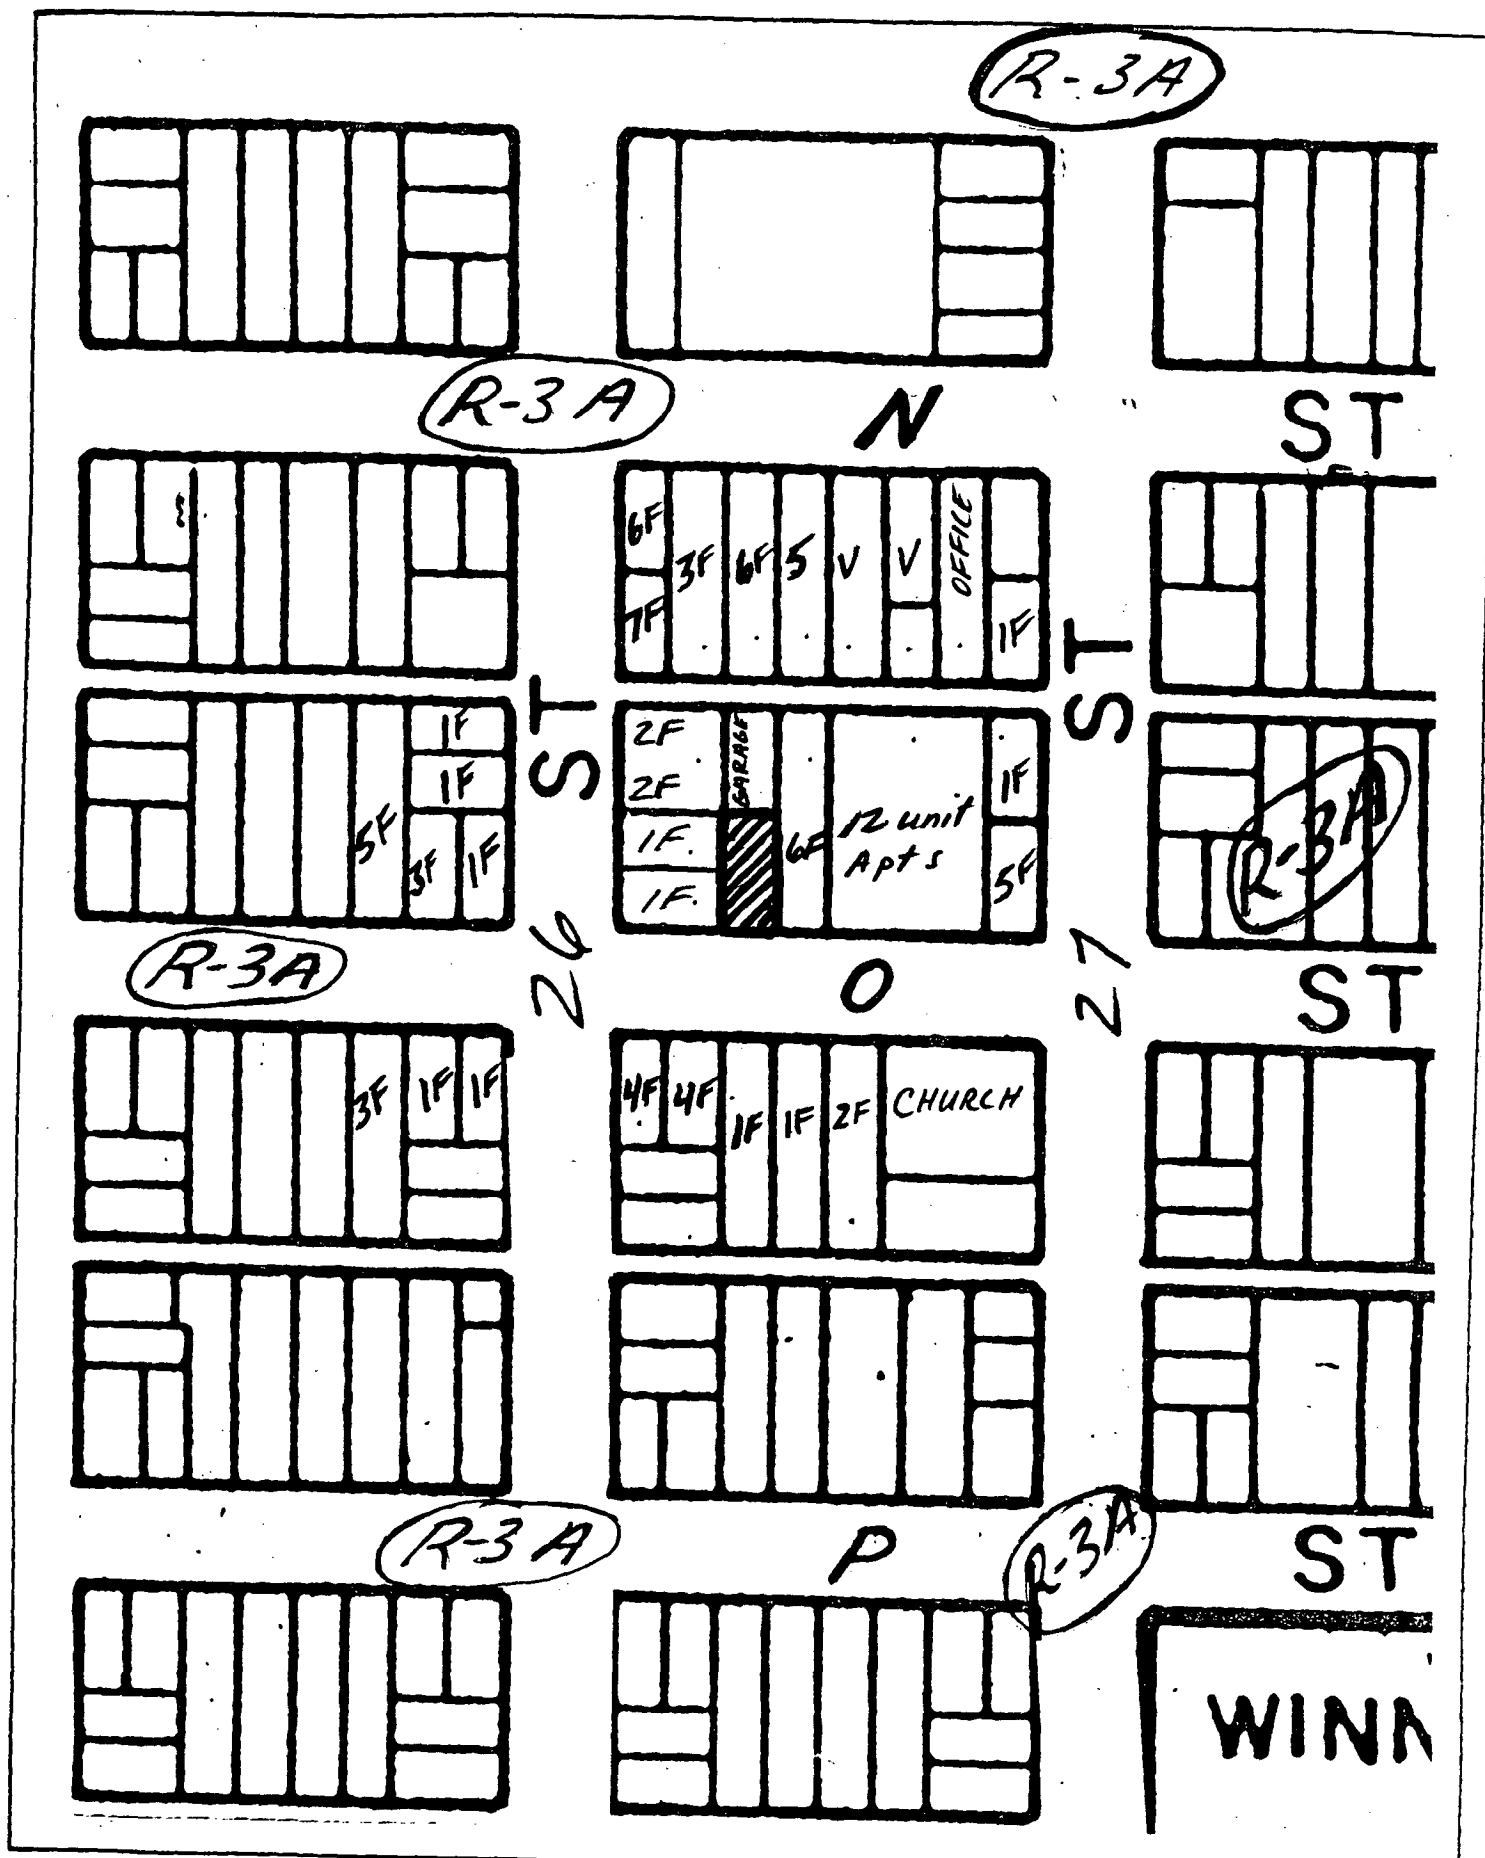 R-3A
R-3A
N
ST
6F
3F
6F
5
V
V
OFFICE
7F
1F
ST
ST
1F
1F
5F
3F
1F
2F
2F
GARAGE
1F.
1F.
6F
12 unit
Apts
1F
5F
R-3A
R-3A
26
O
27
ST
3F
1F
1F
4F
4F
1F
1F
2F
CHURCH
R-3A
P
R-3A
ST
WINN